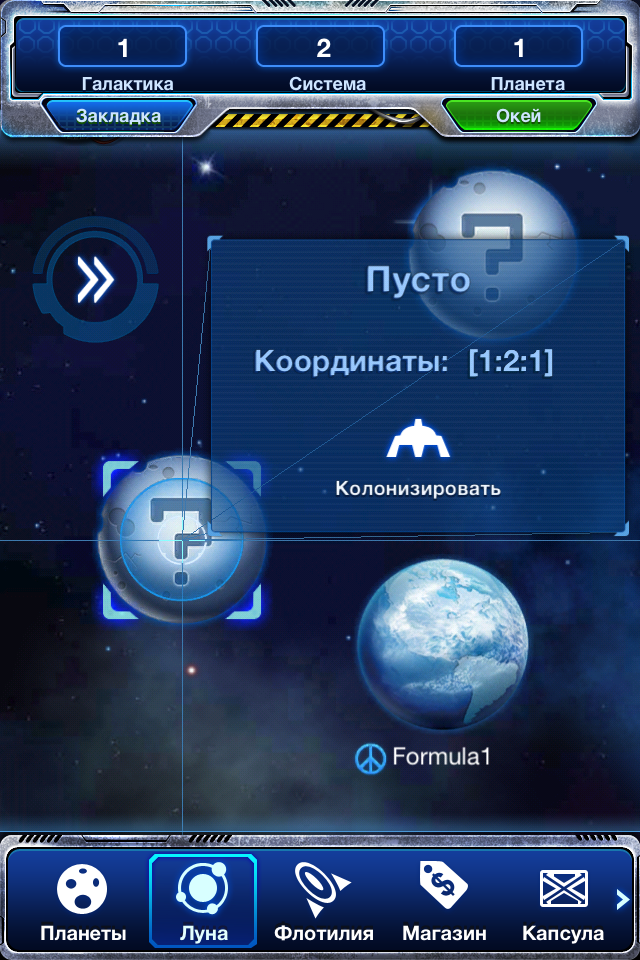 1 2 1
Галактика Система Планета
Закладка Окей
Пусто
Координаты: [1:2:1]
Колонизировать
Formula1
Планеты Луна Флотилия Магазин Капсула